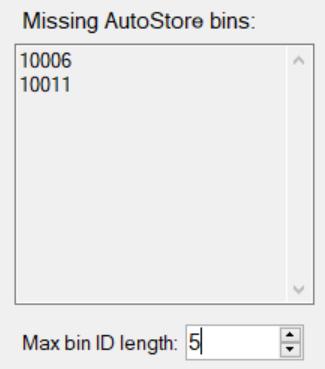 Missing AutoStore bins:
10006
10011
Max bin ID length: 5